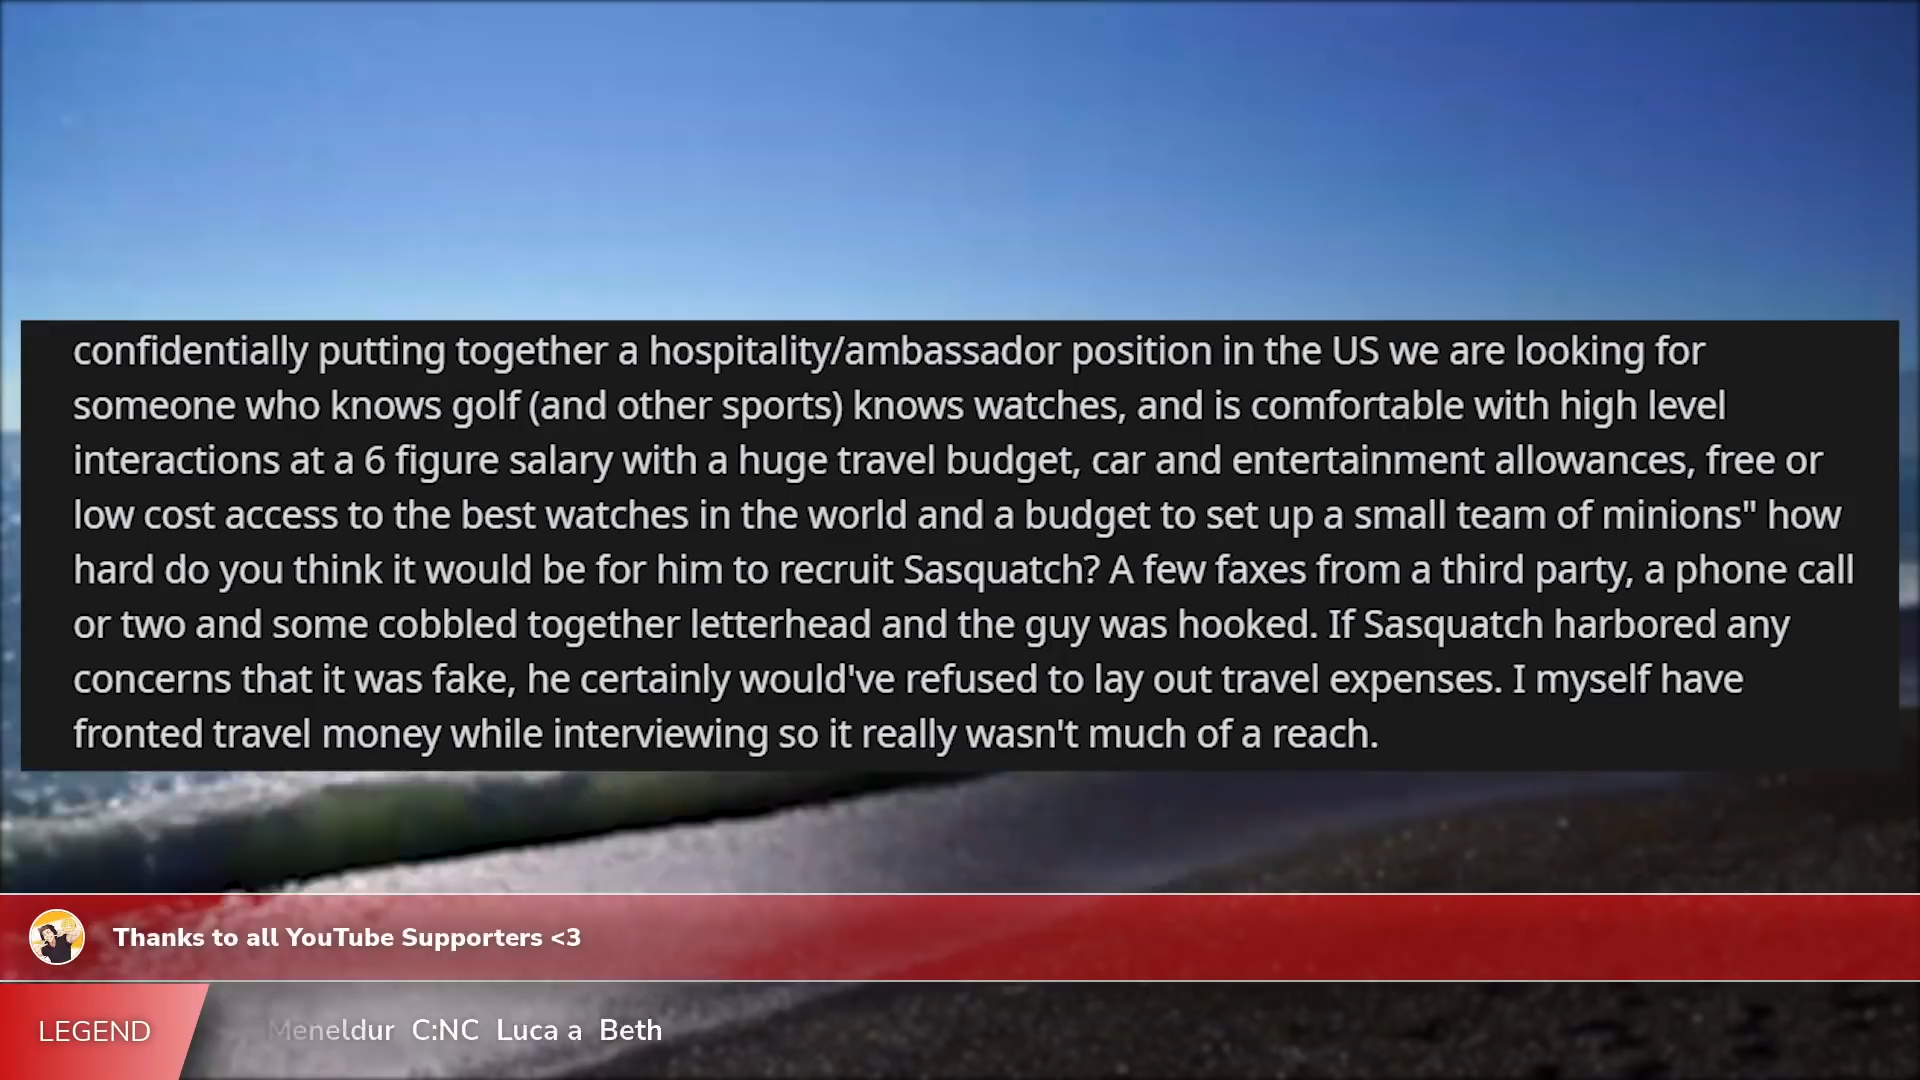 confidentially putting together a hospitality/ambassador position in the US we are looking for
someone who knows golf (and other sports) knows watches, and is comfortable with high level
interactions at a 6 figure salary with a huge travel budget, car and entertainment allowances, free or
low cost access to the best watches in the world and a budget to set up a small team of minions" how
hard do you think it would be for him to recruit Sasquatch? A few faxes from a third party, a phone call
or two and some cobbled together letterhead and the guy was hooked. If Sasquatch harbored any
concerns that it was fake, he certainly would've refused to lay out travel expenses. I myself have
fronted travel money while interviewing so it really wasn't much of a reach.
Thanks to all YouTube Supporters <3
LEGEND Meneldur C:NC Luca a Beth